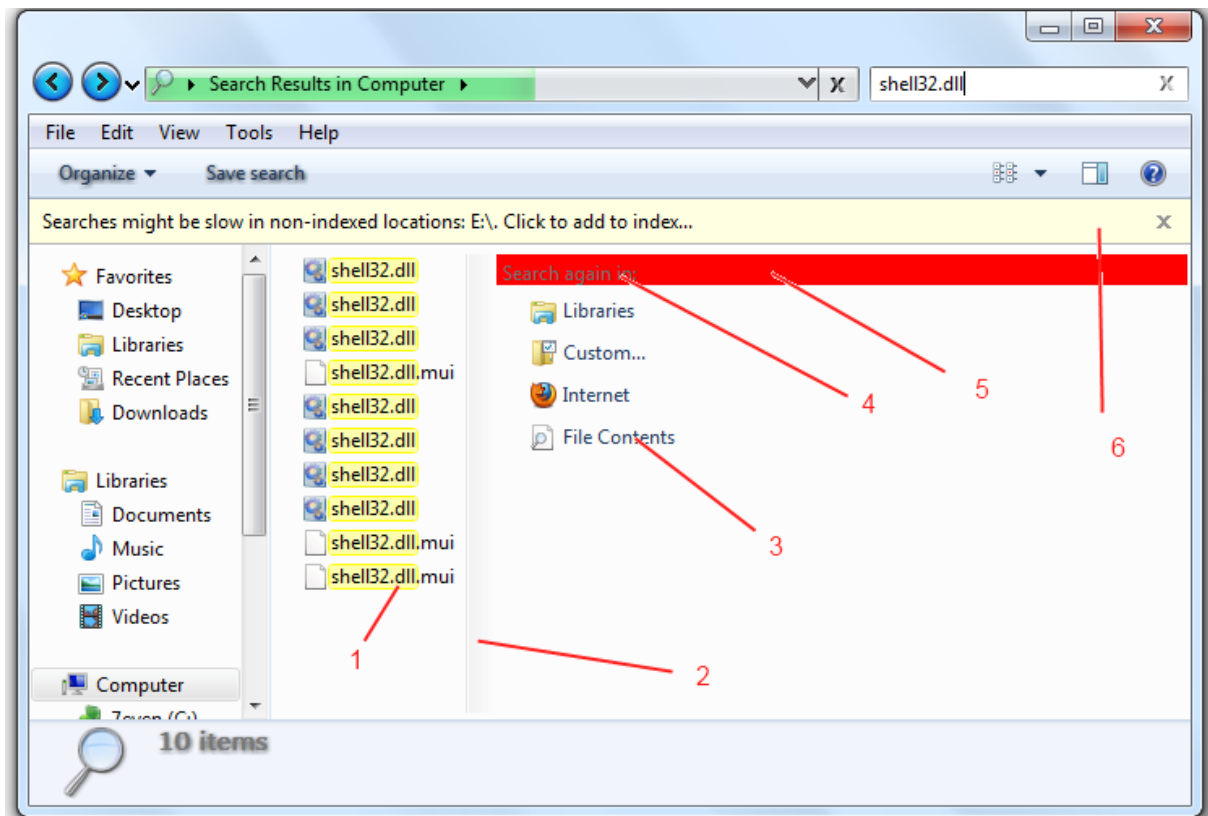 Search Results in Computer
shell32.dll
File Edit View Tools Help
Organize Save search
Searches might be slow in non-indexed locations: E:\. Click to add to index...
Favorites
Desktop
Libraries
Recent Places
Downloads
Libraries
Documents
Music
Pictures
Videos
Computer
7even (C:)
shell32.dll
shell32.dll
shell32.dll
shell32.dll.mui
shell32.dll
shell32.dll
shell32.dll
shell32.dll
shell32.dll.mui
shell32.dll.mui
1
2
Search again in:
Libraries
Custom...
Internet
File Contents
3
4
5
6
10 items